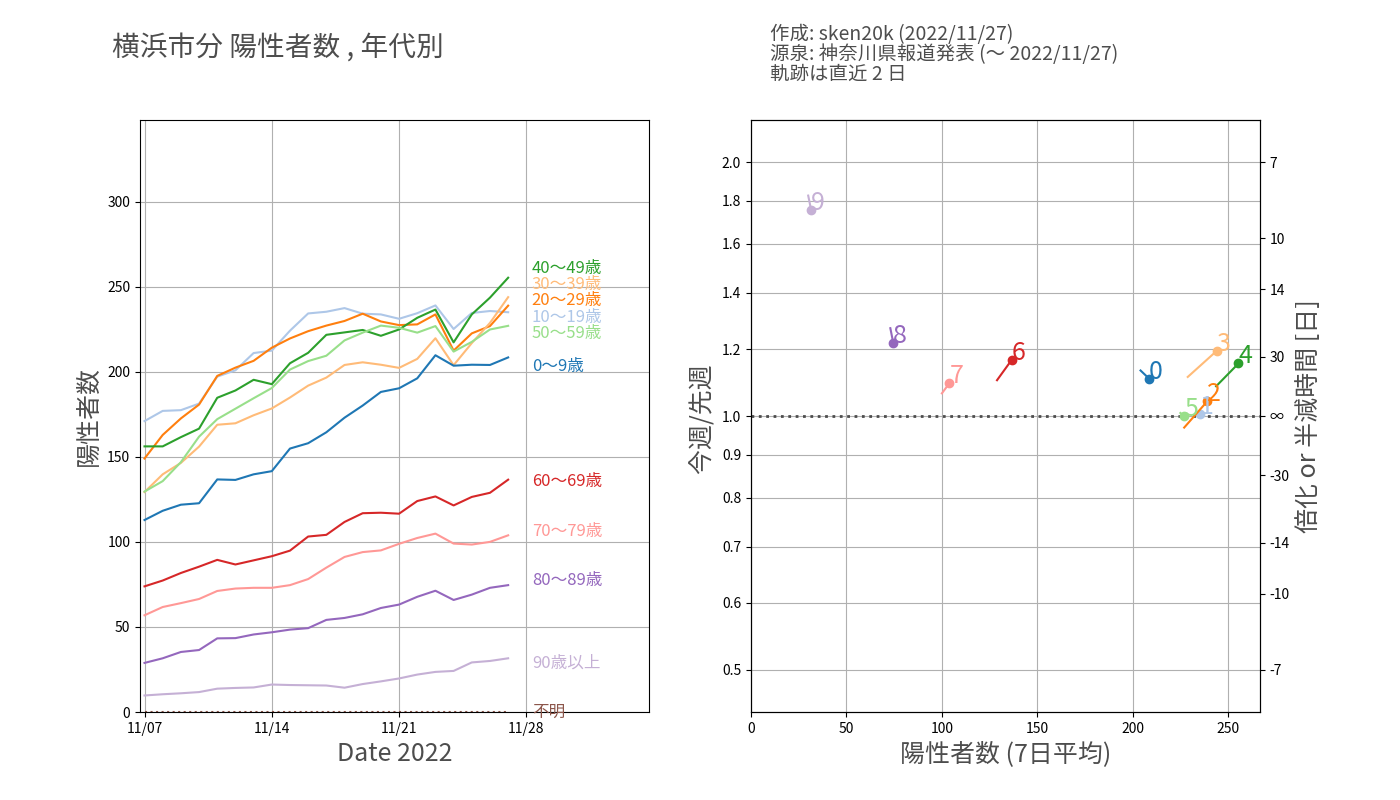 横浜市分 陽性者数 , 年代別
作成: sken20k (2022/11/27)
源泉: 神奈川県報道発表 (〜 2022/11/27)
軌跡は直近 2 日
陽性者数
300
250
200
150
100
50
0
11/07
11/14
11/21
11/28
Date 2022
40〜49歳
30〜39歳
20〜29歳
10〜19歳
50〜59歳
0〜9歳
60〜69歳
70〜79歳
80〜89歳
90歳以上
不明
今週/先週
2.0
1.8
1.6
1.4
1.2
1.0
0.9
0.8
0.7
0.6
0.5
9
8
7
6
0
3
4
2
5
1
0
50
100
150
200
250
陽性者数 (7日平均)
7
10
14
30
∞
-30
-14
-10
-7
倍化 or 半減時間 [日]